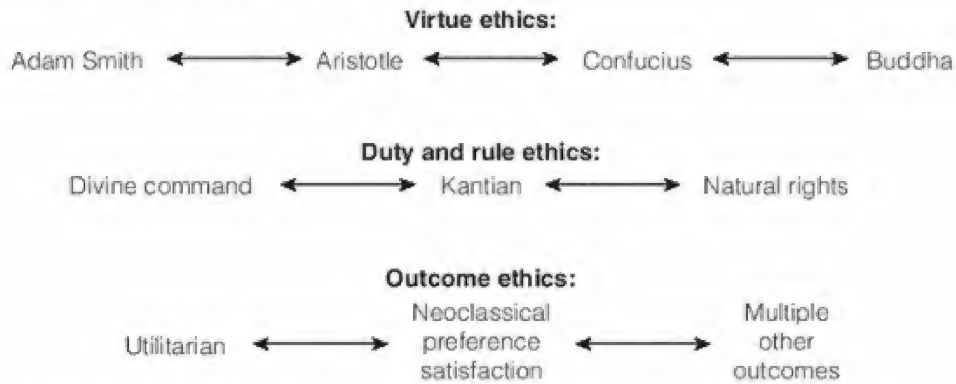 Virtue ethics:
Adam Smith Aristotle Confucius Buddha
Duty and rule ethics:
Divine command Kantian Natural rights
Outcome ethics:
Utilitarian
Neoclassical
preference
satisfaction
Multiple
other
outcomes